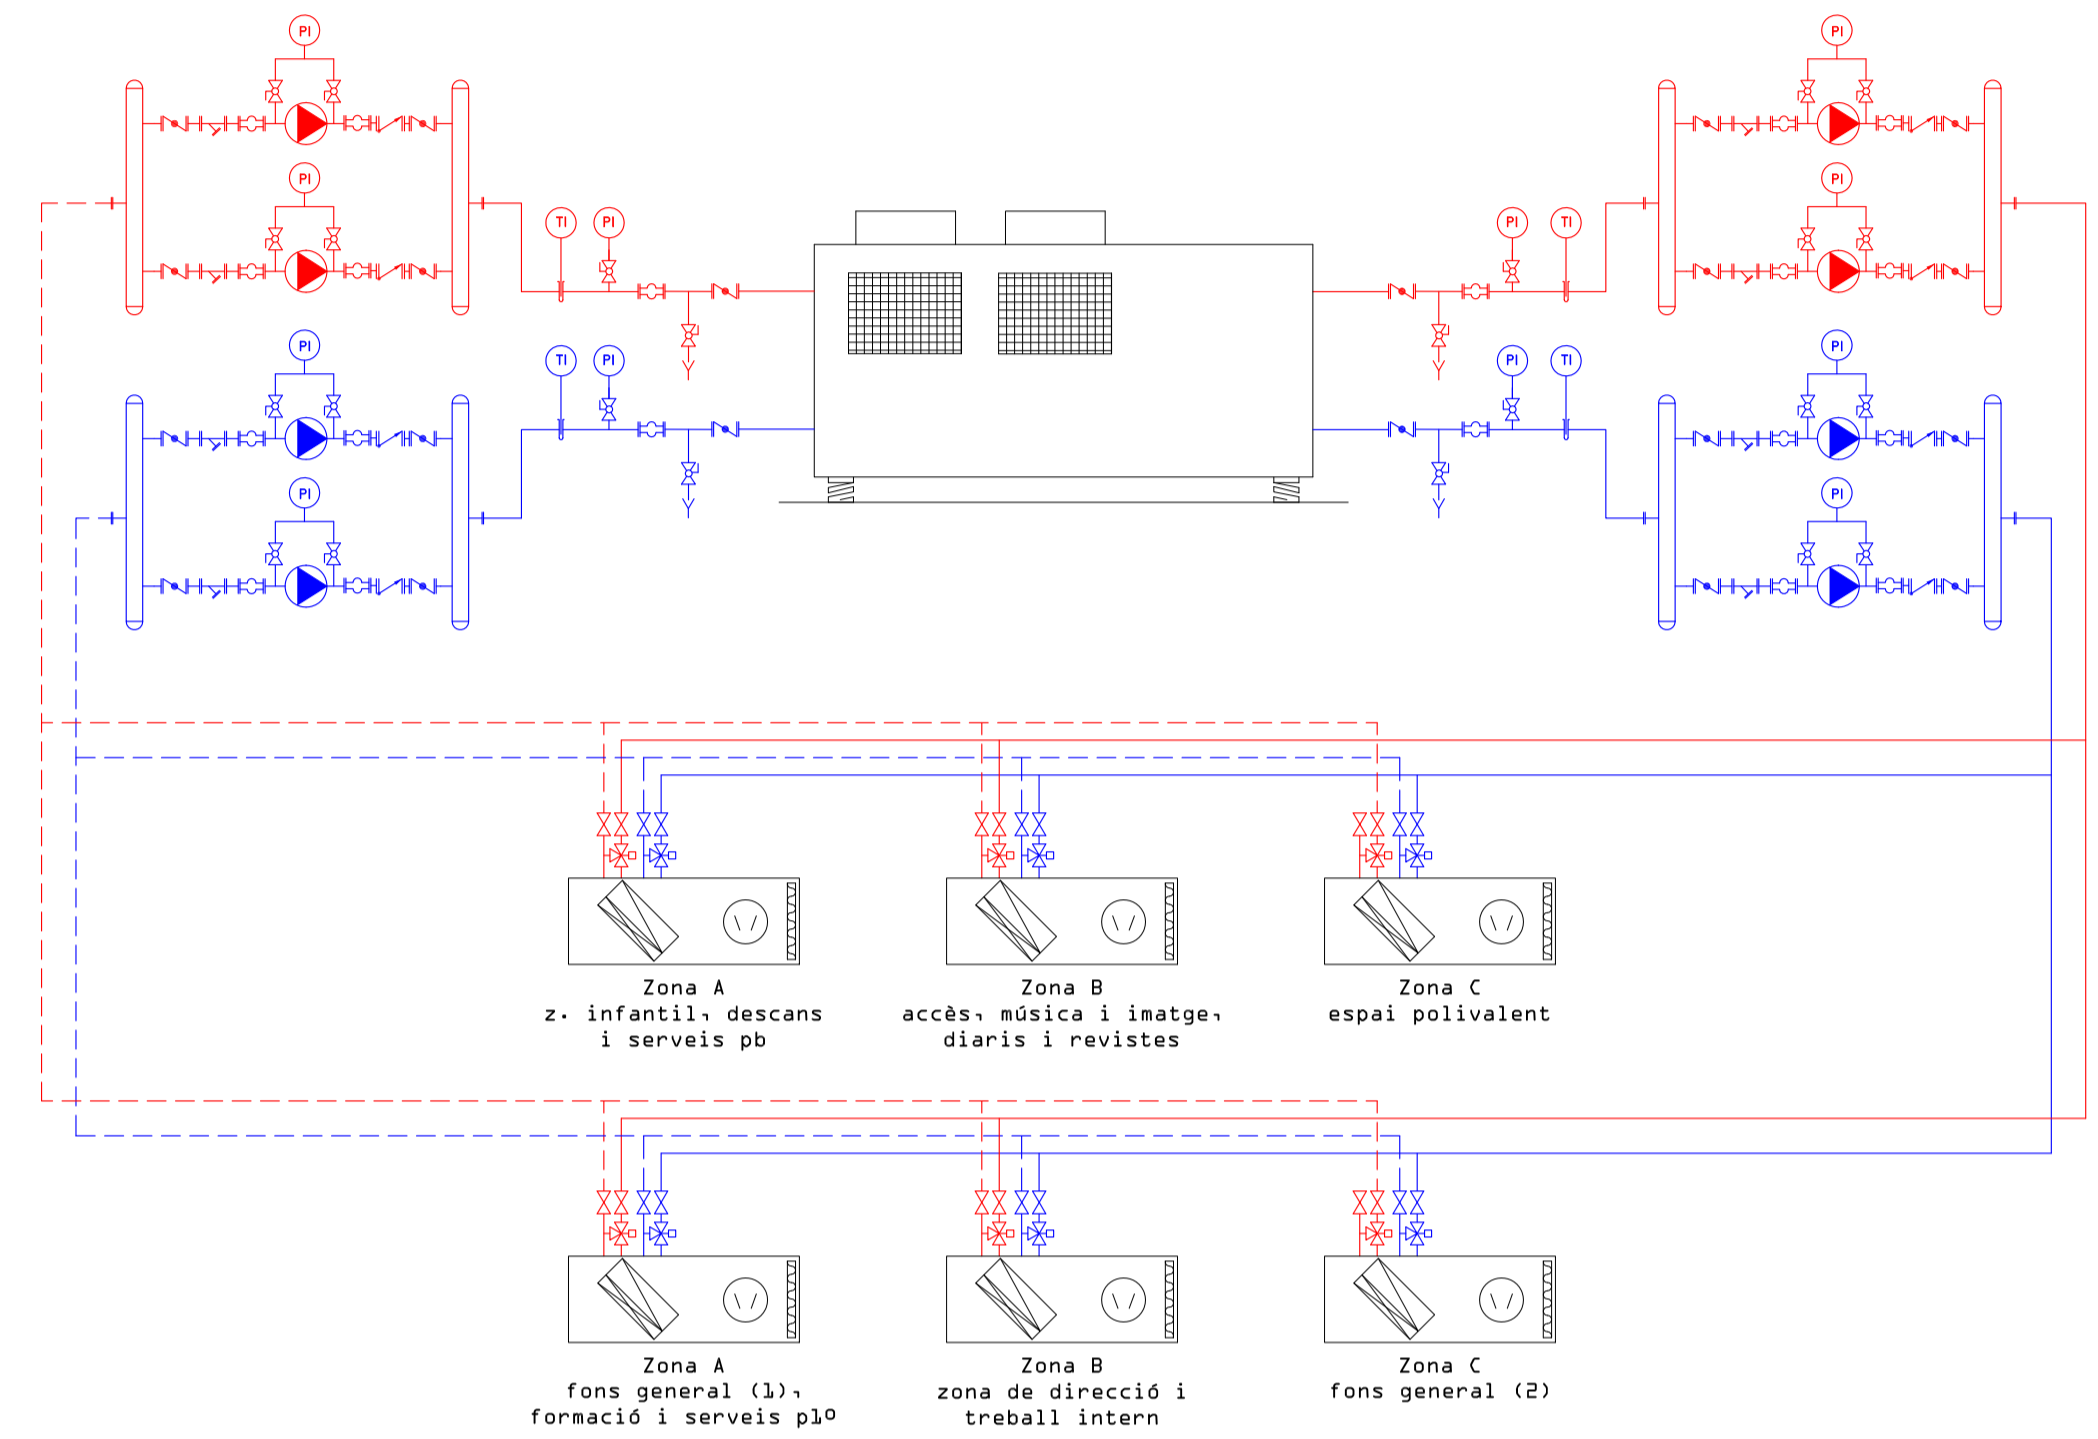 PI
PI
PI
PI
TI
PI
PI
TI
PI
PI
TI
PI
PI
TI
PI
PI
Zona A
z. infantil, descans
i serveis pb
Zona B
accès, música i imatge,
diaris i revistes
Zona C
espai polivalent
Zona A
fons general (1),
formació i serveis p1º
Zona B
zona de direcció i
treball intern
Zona C
fons general (2)